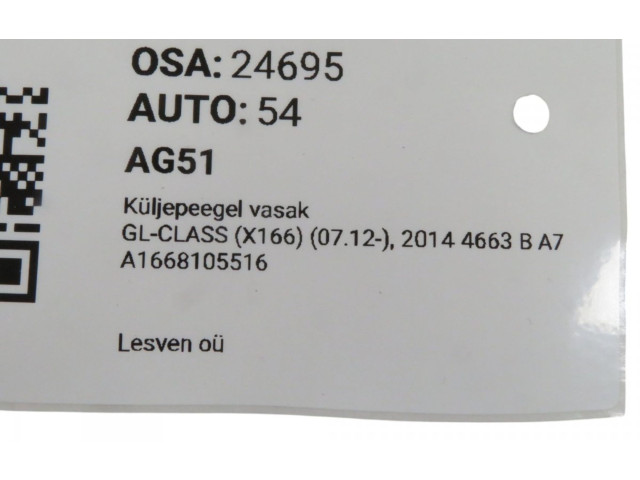 OSA: 24695
AUTO: 54
AG51
Küljepeegel vasak
GL-CLASS (X166) (07.12-), 2014 4663 B A7
A1668105516
Lesven oü